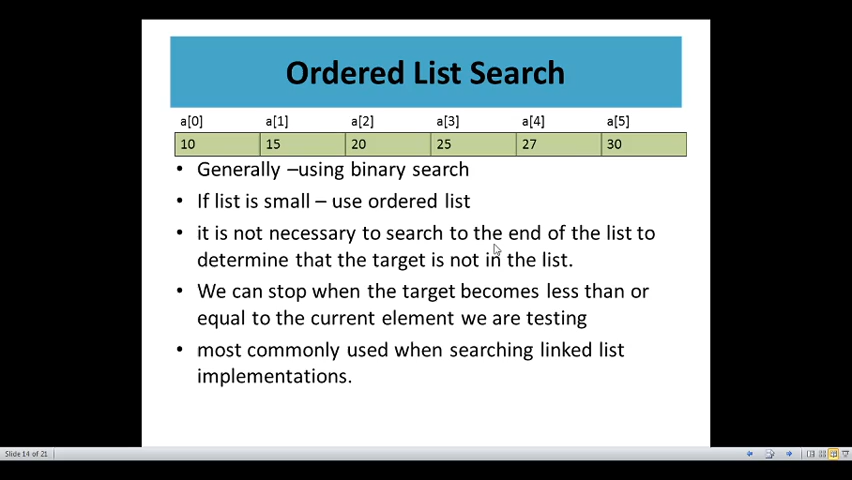 Ordered List Search
a[0] a[1] a[2] a[3] a[4] a[5]
10 15 20 25 27 30
• Generally –using binary search
• If list is small – use ordered list
• it is not necessary to search to the end of the list to
determine that the target is not in the list.
• We can stop when the target becomes less than or
equal to the current element we are testing
• most commonly used when searching linked list
implementations.
Slide 14 of 21